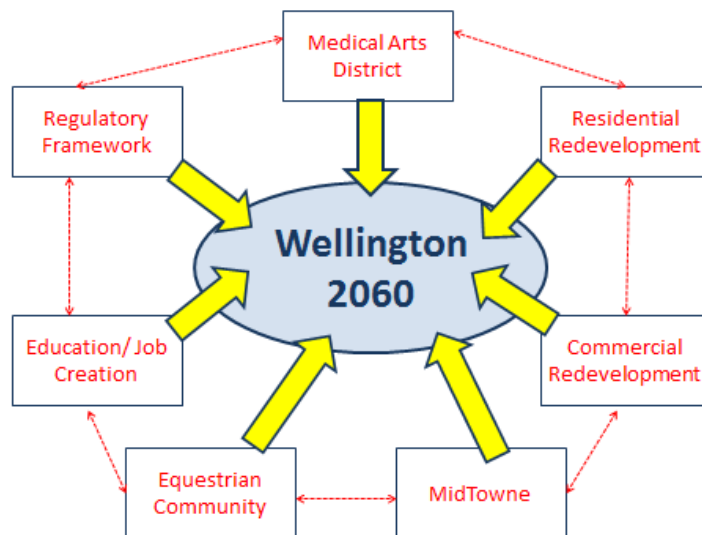 Medical Arts
District
Regulatory
Framework
Residential
Redevelopment
Wellington
2060
Education/ Job
Creation
Commercial
Redevelopment
Equestrian
Community
MidTowne